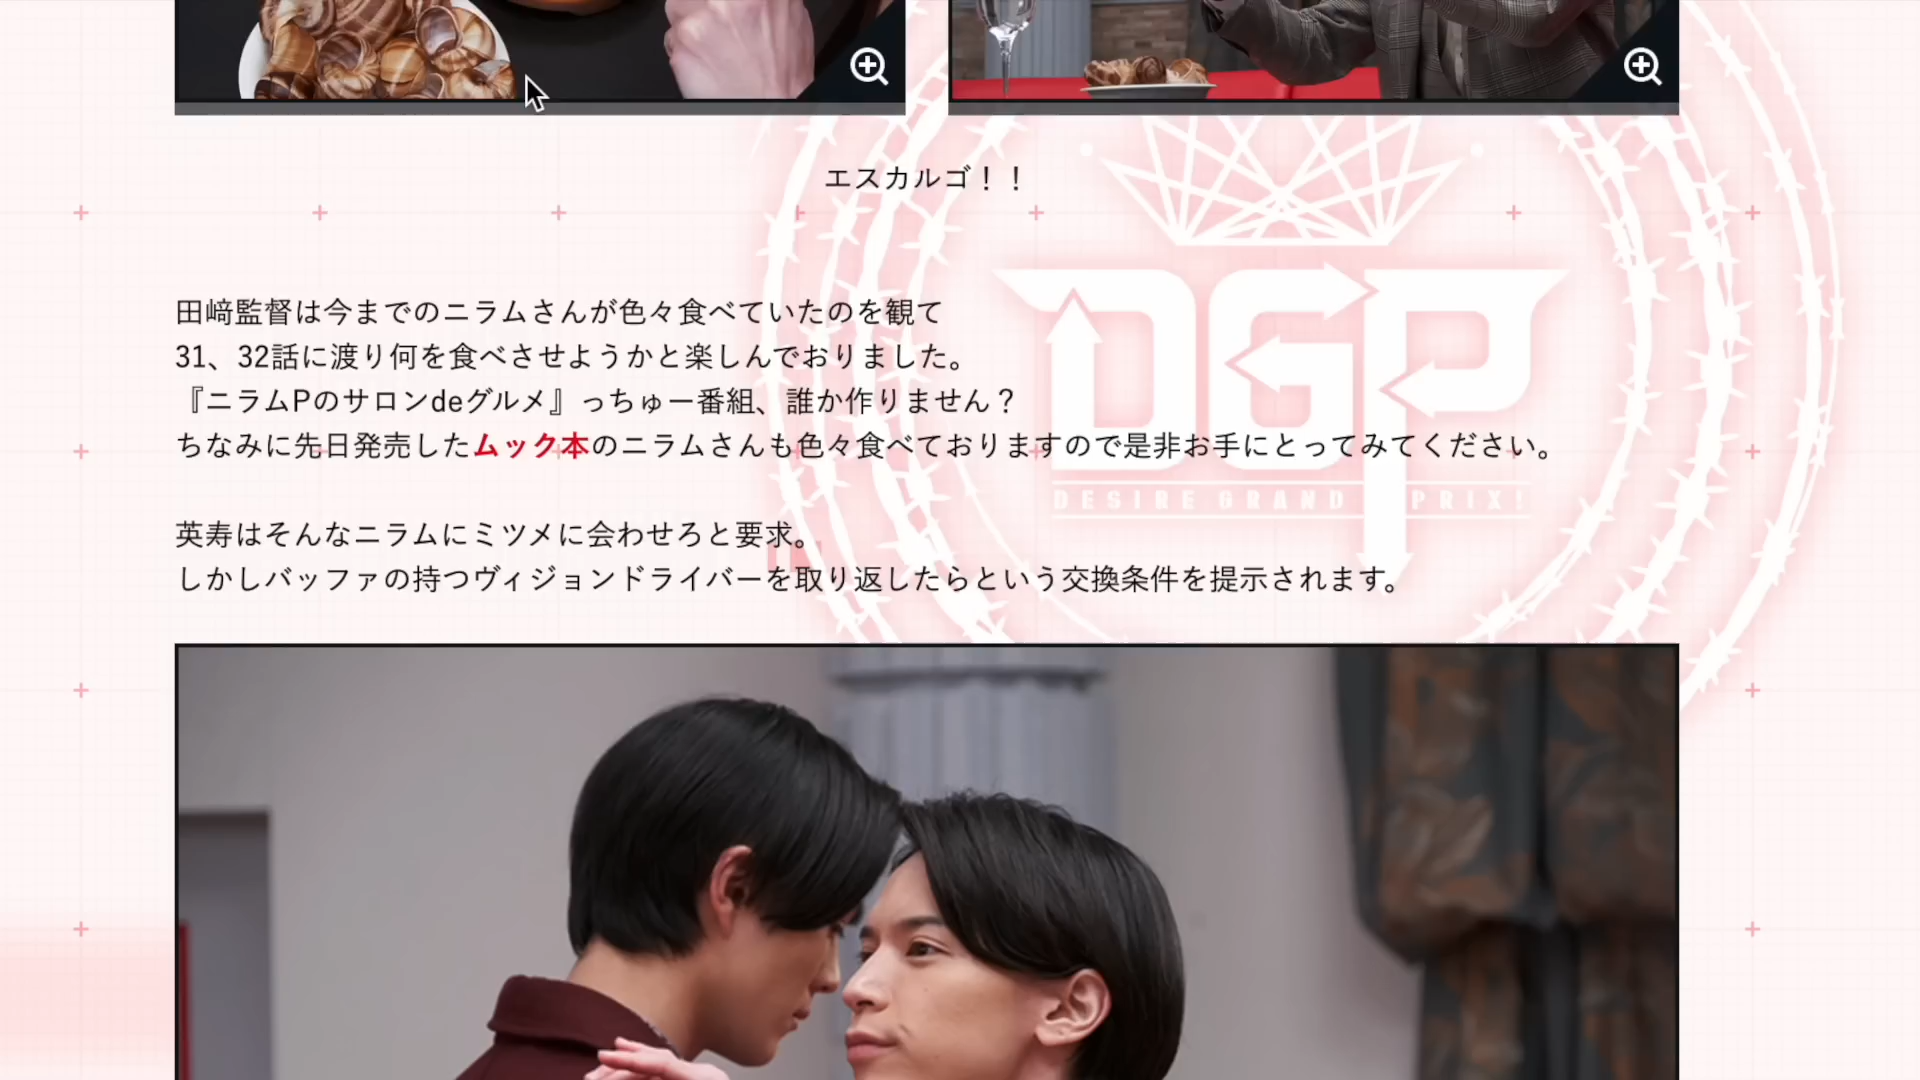 エスカルゴ！！
田﨑監督は今までのニラムさんが色々食べていたのを観て
31、32話に渡り何を食べさせようかと楽しんでおりました。
『ニラムPのサロンdeグルメ』っちゅー番組、誰か作りません？
ちなみに先日発売したムック本のニラムさんも色々食べておりますので是非お手にとってみてください。
英寿はそんなニラムにミツメに会わせろと要求。
しかしバッファの持つヴィジョンドライバーを取り返したらという交換条件を提示されます。
DGP
DESIRE GRAND PRIX!